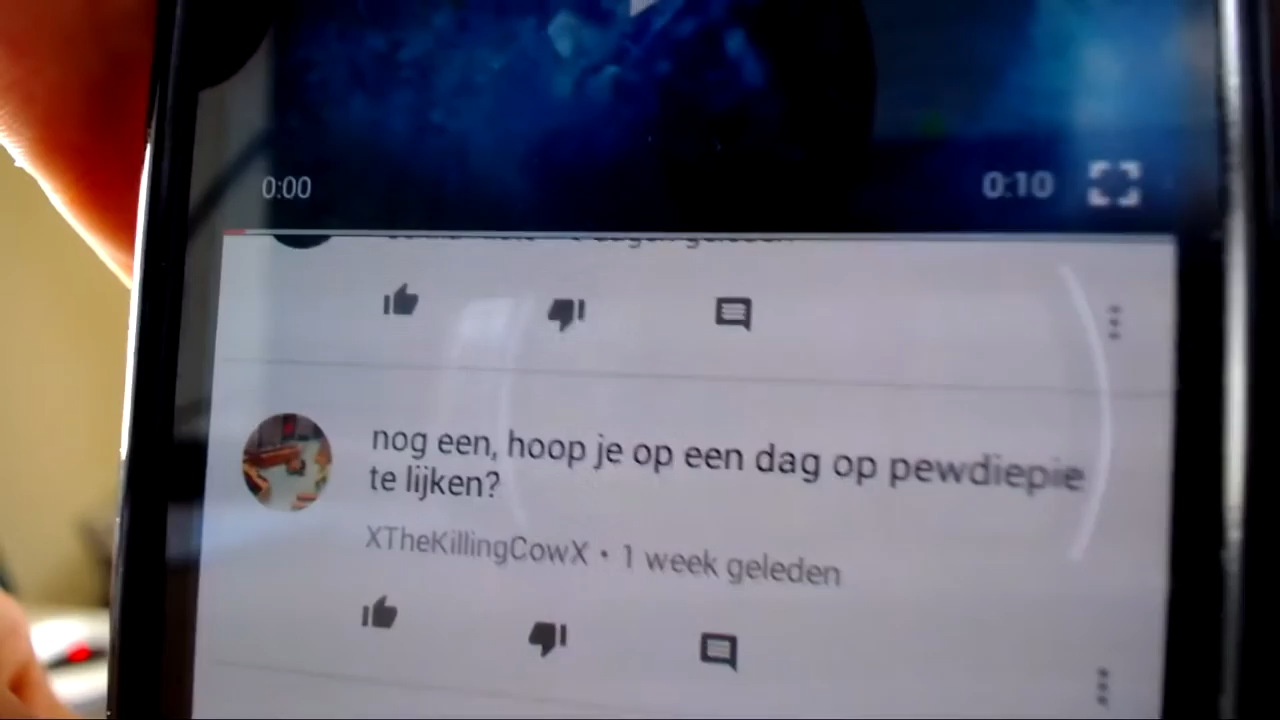 0:00
0:10
nog een, hoop je op een dag op pewdiepie
te lijken?
XTheKillingCowX • 1 week geleden